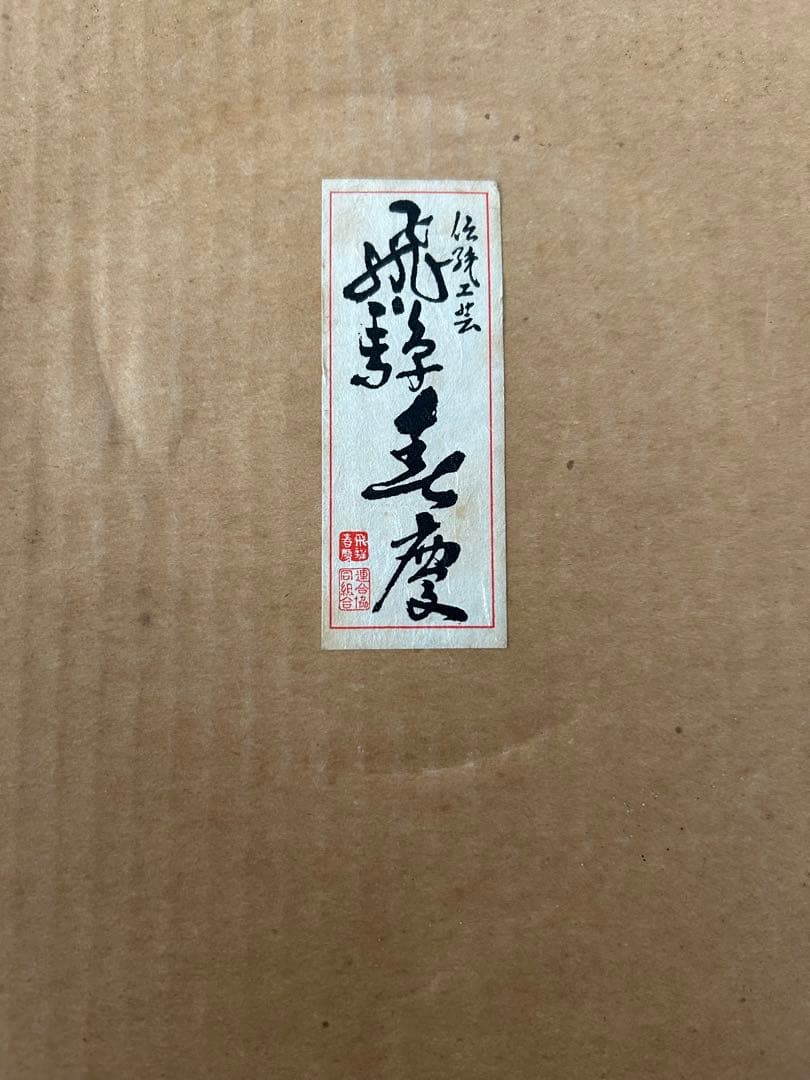 伝統工芸
飛騨春慶
飛騨
春慶
連合協
同組合